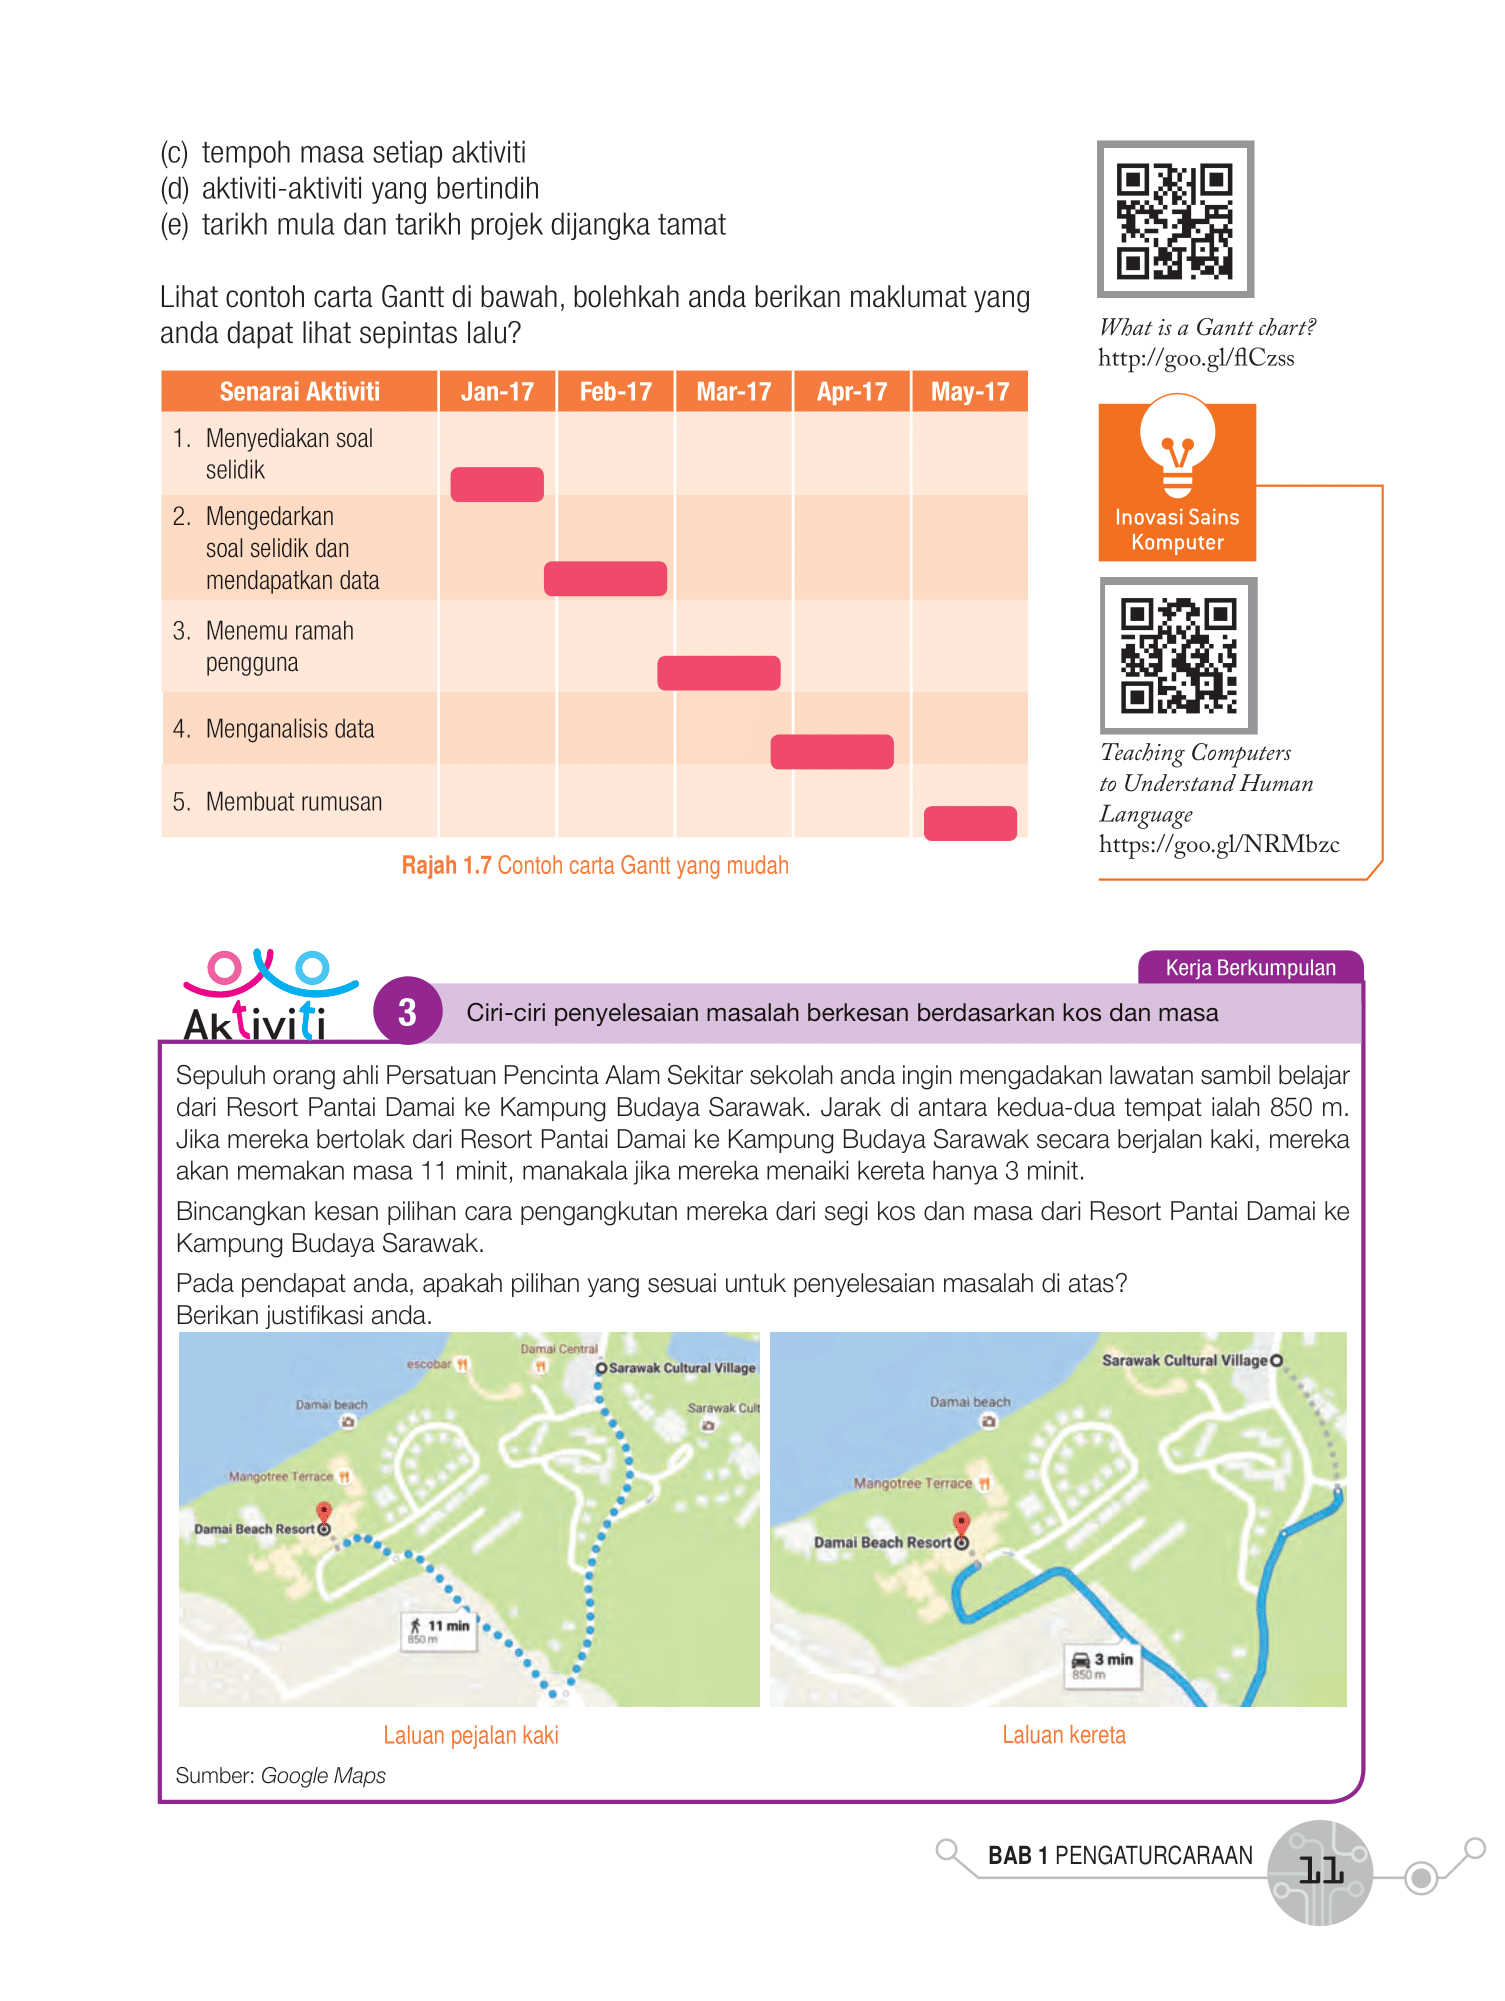 (c) tempoh masa setiap aktiviti
(d) aktiviti-aktiviti yang bertindih
(e) tarikh mula dan tarikh projek dijangka tamat
Lihat contoh carta Gantt di bawah, bolehkah anda berikan maklumat yang
anda dapat lihat sepintas lalu?
Senarai Aktiviti Jan-17 Feb-17 Mar-17 Apr-17 May-17
1. Menyediakan soal
selidik
2. Mengedarkan
soal selidik dan
mendapatkan data
3. Menemu ramah
pengguna
4. Menganalisis data
5. Membuat rumusan
Rajah 1.7 Contoh carta Gantt yang mudah
What is a Gantt chart?
http://goo.gl/flCzss
Inovasi Sains
Komputer
Teaching Computers
to Understand Human
Language
https://goo.gl/NRMbzc
Kerja Berkumpulan
Aktiviti 3 Ciri-ciri penyelesaian masalah berkesan berdasarkan kos dan masa
Sepuluh orang ahli Persatuan Pencinta Alam Sekitar sekolah anda ingin mengadakan lawatan sambil belajar
dari Resort Pantai Damai ke Kampung Budaya Sarawak. Jarak di antara kedua-dua tempat ialah 850 m.
Jika mereka bertolak dari Resort Pantai Damai ke Kampung Budaya Sarawak secara berjalan kaki, mereka
akan memakan masa 11 minit, manakala jika mereka menaiki kereta hanya 3 minit.
Bincangkan kesan pilihan cara pengangkutan mereka dari segi kos dan masa dari Resort Pantai Damai ke
Kampung Budaya Sarawak.
Pada pendapat anda, apakah pilihan yang sesuai untuk penyelesaian masalah di atas?
Berikan justifikasi anda.
Damai Central
escobar
Sarawak Cultural Village
Damai beach
Sarawak Cult
Mangotree Terrace
Damai Beach Resort
11 min
850 m
Laluan pejalan kaki
Sarawak Cultural Village
Damai beach
Mangotree Terrace
Damai Beach Resort
3 min
850 m
Laluan kereta
Sumber: Google Maps
BAB 1 PENGATURCARAAN 11